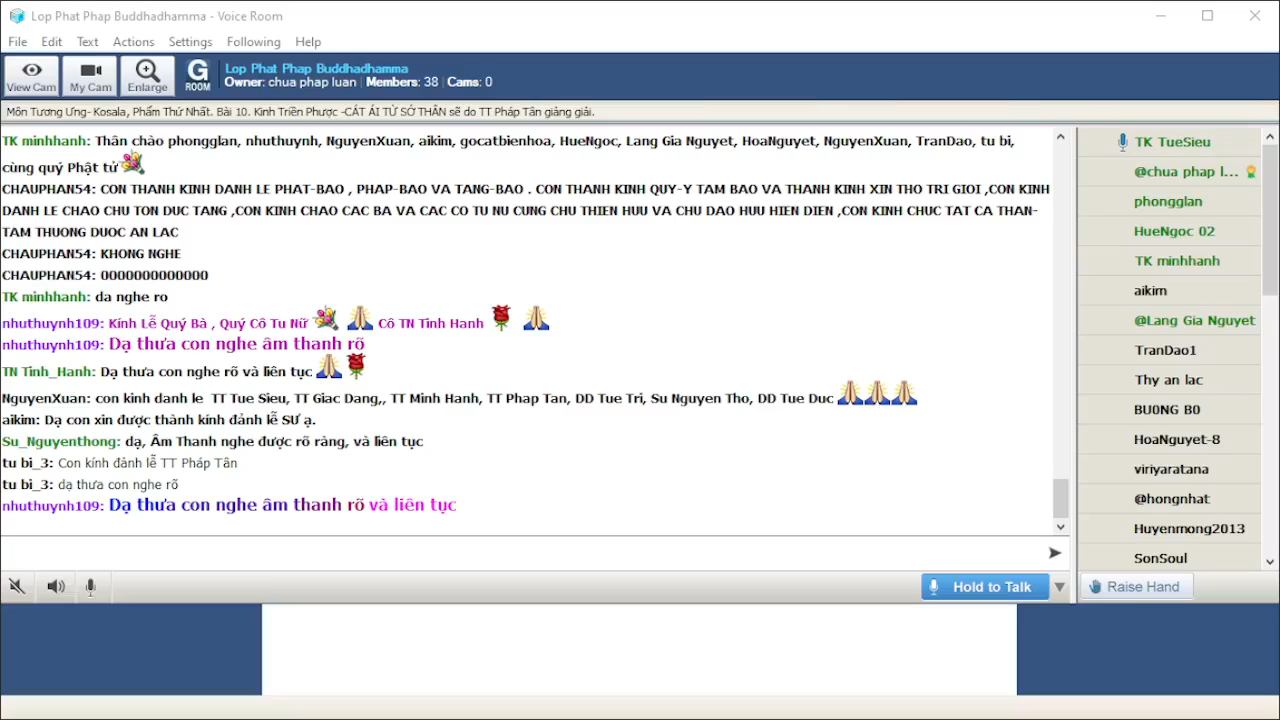 Lop Phat Phap Buddhadhamma - Voice Room
File Edit Text Actions Settings Following Help
View Cam My Cam Enlarge G ROOM
Lop Phat Phap Buddhadhamma
Owner: chua phap luan | Members: 38 | Cams: 0
Môn Tương Ưng- Kosala, Phẩm Thứ Nhất. Bài 10. Kinh Triền Phược -CÁT ÁI TỪ SỞ THÂN sẽ do TT Pháp Tân giảng giải.
TK minhhanh: Thân chào phongglan, nhuthuynh, NguyenXuan, aikim, gocatbienhoa, HueNgoc, Lang Gia Nguyet, HoaNguyet, NguyenXuan, TranDao, tu bi,
cùng quý Phật tử
CHAUPHAN54: CON THANH KINH DANH LE PHAT-BAO , PHAP-BAO VA TANG-BAO . CON THANH KINH QUY-Y TAM BAO VA THANH KINH XIN THO TRI GIOI ,CON KINH
DANH LE CHAO CHU TON DUC TANG ,CON KINH CHAO CAC BA VA CAC CO TU NU CUNG CHU THIEN HUU VA CHU DAO HUU HIEN DIEN ,CON KINH CHUC TAT CA THAN-
TAM THUONG DUOC AN LAC
CHAUPHAN54: KHONG NGHE
CHAUPHAN54: 0000000000000
TK minhhanh: da nghe ro
nhuthuynh109: Kính Lễ Quý Bà , Quý Cô Tu Nữ Cô TN Tinh Hanh
nhuthuynh109: Dạ thưa con nghe âm thanh rõ
TN Tinh_Hanh: Dạ thưa con nghe rõ và liên tục
NguyenXuan: con kinh danh le TT Tue Sieu, TT Giac Dang,, TT Minh Hanh, TT Phap Tan, DD Tue Tri, Su Nguyen Tho, DD Tue Duc
aikim: Dạ con xin được thành kính đảnh lễ SƯ ạ.
Su_Nguyenthong: dạ, Âm Thanh nghe được rõ ràng, và liên tục
tu bi_3: Con kính đảnh lễ TT Pháp Tân
tu bi_3: dạ thưa con nghe rõ
nhuthuynh109: Dạ thưa con nghe âm thanh rõ và liên tục
TK TueSieu
@chua phap l...
phongglan
HueNgoc 02
TK minhhanh
aikim
@Lang Gia Nguyet
TranDao1
Thy an lac
BU0NG B0
HoaNguyet-8
viriyaratana
@hongnhat
Huyenmong2013
SonSoul
Hold to Talk
Raise Hand